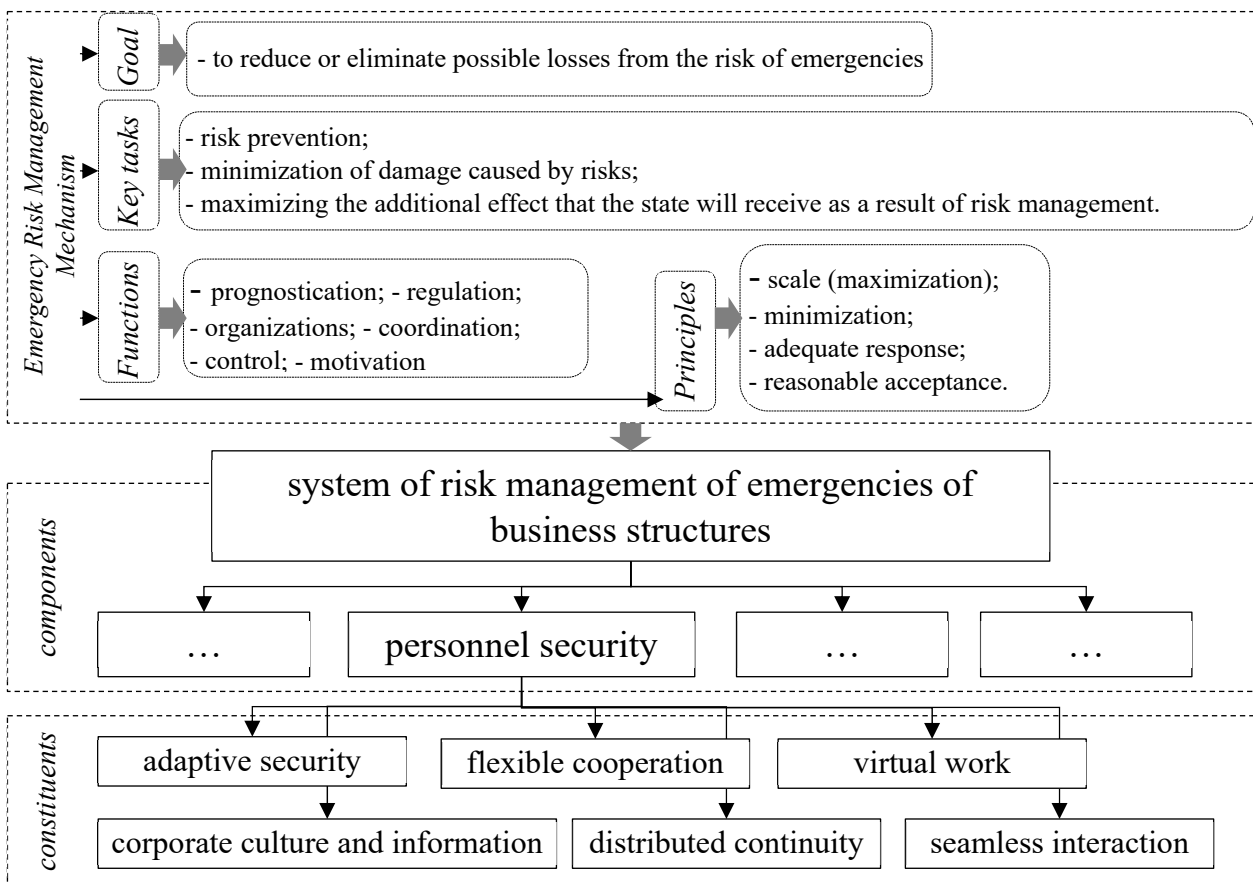 Emergency Risk Management
Mechanism
Goal
- to reduce or eliminate possible losses from the risk of emergencies
Key tasks
- risk prevention;
- minimization of damage caused by risks;
- maximizing the additional effect that the state will receive as a result of risk management.
Functions
- prognostication; - regulation;
- organizations; - coordination;
- control; - motivation
Principles
- scale (maximization);
- minimization;
- adequate response;
- reasonable acceptance.
system of risk management of emergencies of
business structures
components
…
personnel security
…
…
constituents
adaptive security
flexible cooperation
virtual work
corporate culture and information
distributed continuity
seamless interaction